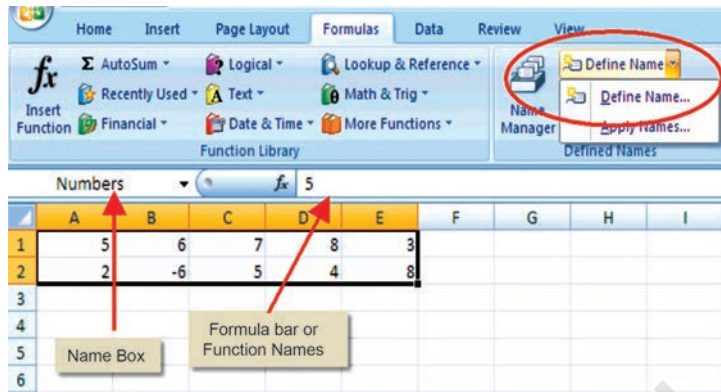 Home Insert Page Layout Formulas Data Review View
fx Σ AutoSum Logical Lookup & Reference Define Name
Recently Used Text Math & Trig Define Name...
Insert Function Financial Date & Time More Functions Name Manager Apply Names...
Function Library Defined Names
Numbers fx 5
A B C D E F G H I
1 5 6 7 8 3
2 2 -6 5 4 8
3
4
5
6
Formula bar or
Function Names
Name Box